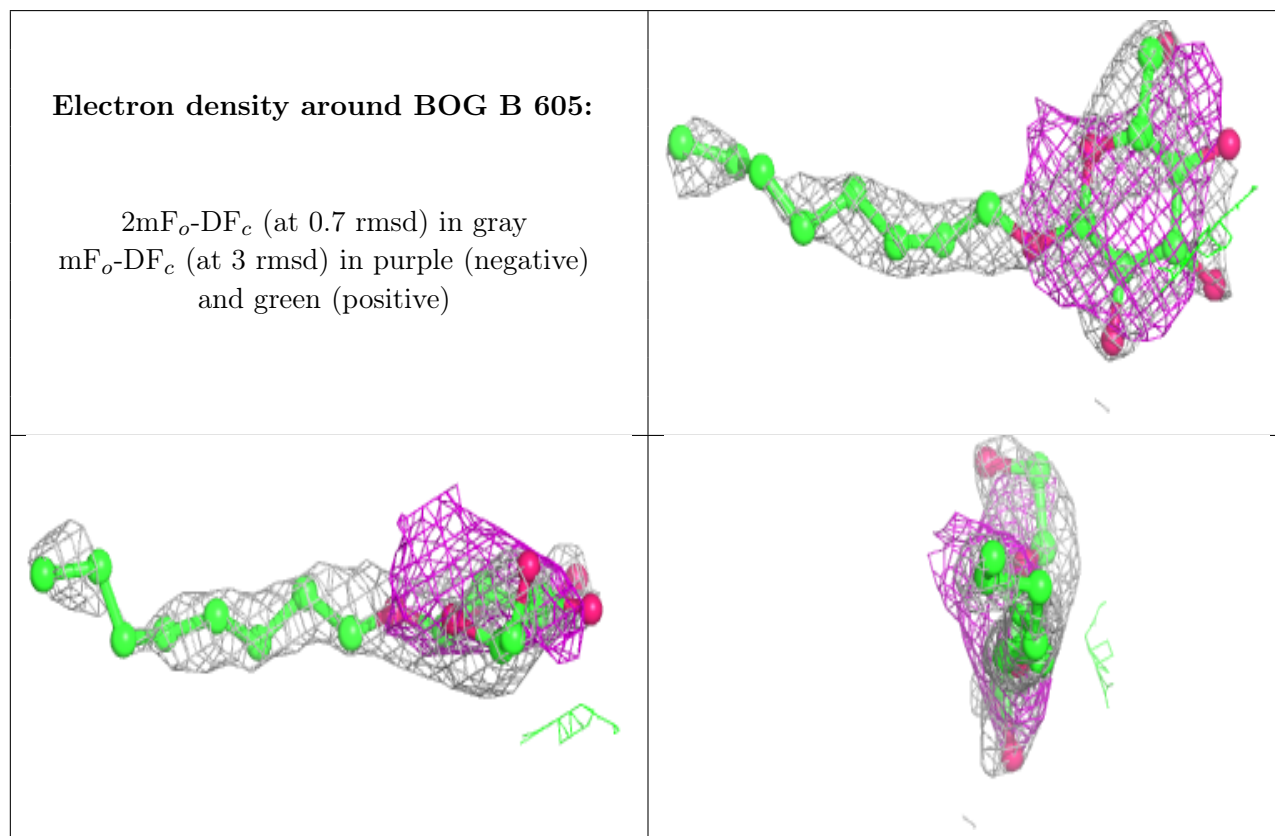 Electron density around BOG B 605:
2mFo-DFc (at 0.7 rmsd) in gray
mFo-DFc (at 3 rmsd) in purple (negative)
and green (positive)